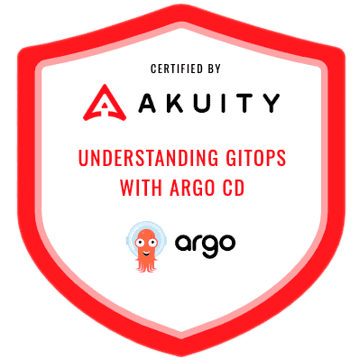 CERTIFIED BY
AKUITY
UNDERSTANDING GITOPS
WITH ARGO CD
argo